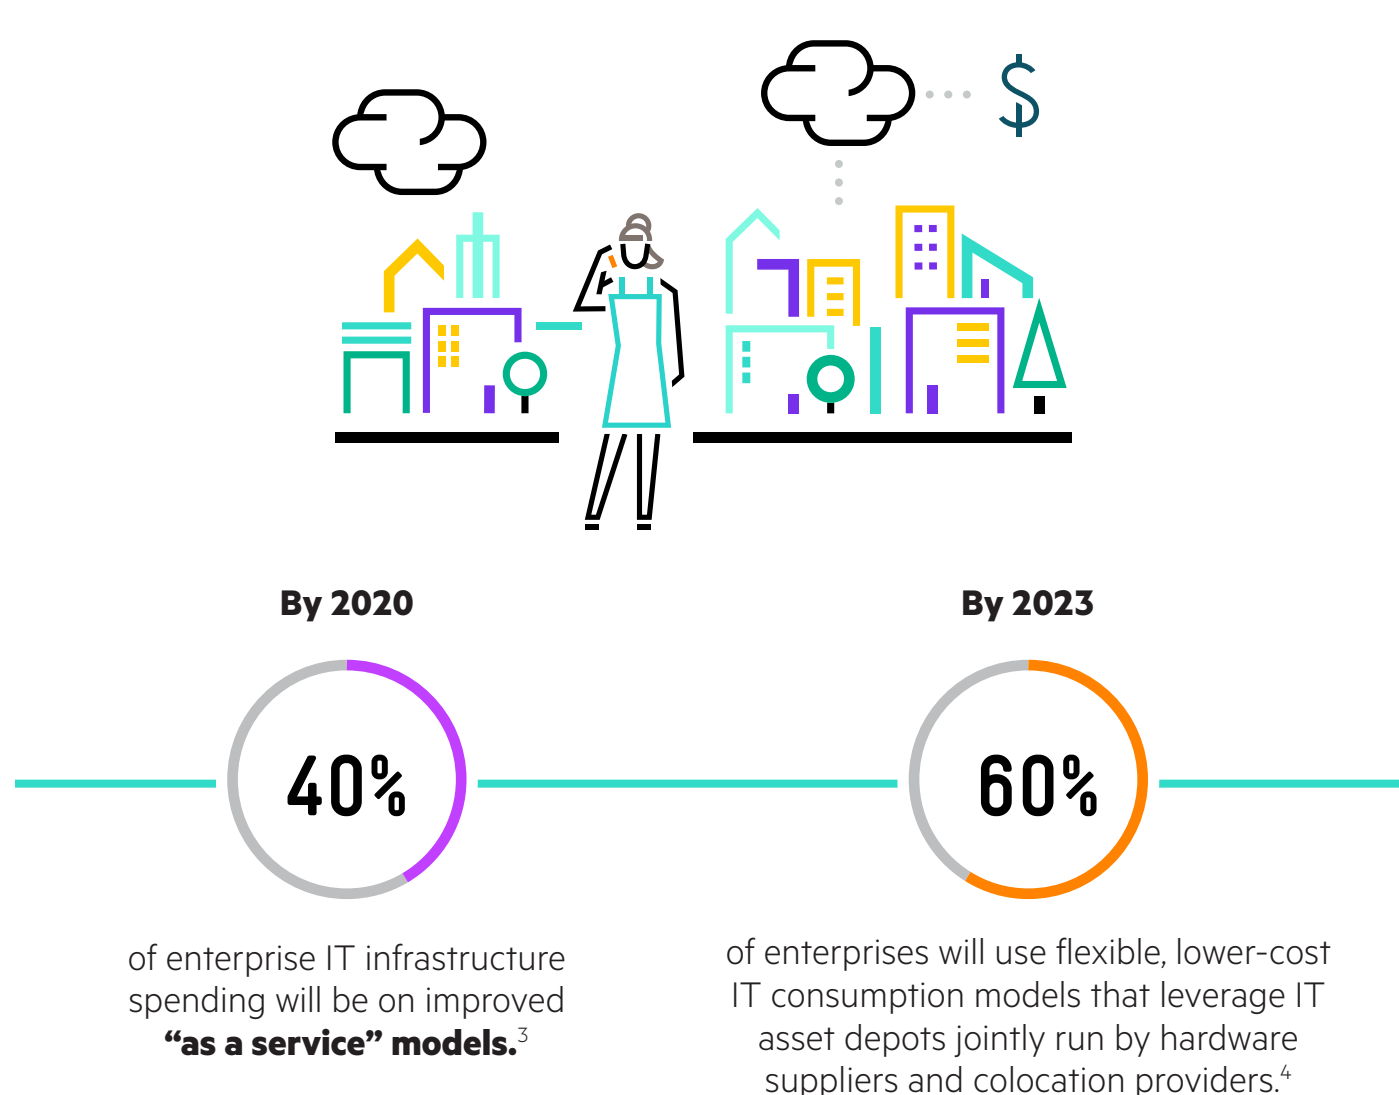 By 2020
40%
of enterprise IT infrastructure
spending will be on improved
“as a service” models.3
By 2023
60%
of enterprises will use flexible, lower-cost
IT consumption models that leverage IT
asset depots jointly run by hardware
suppliers and colocation providers.4
$